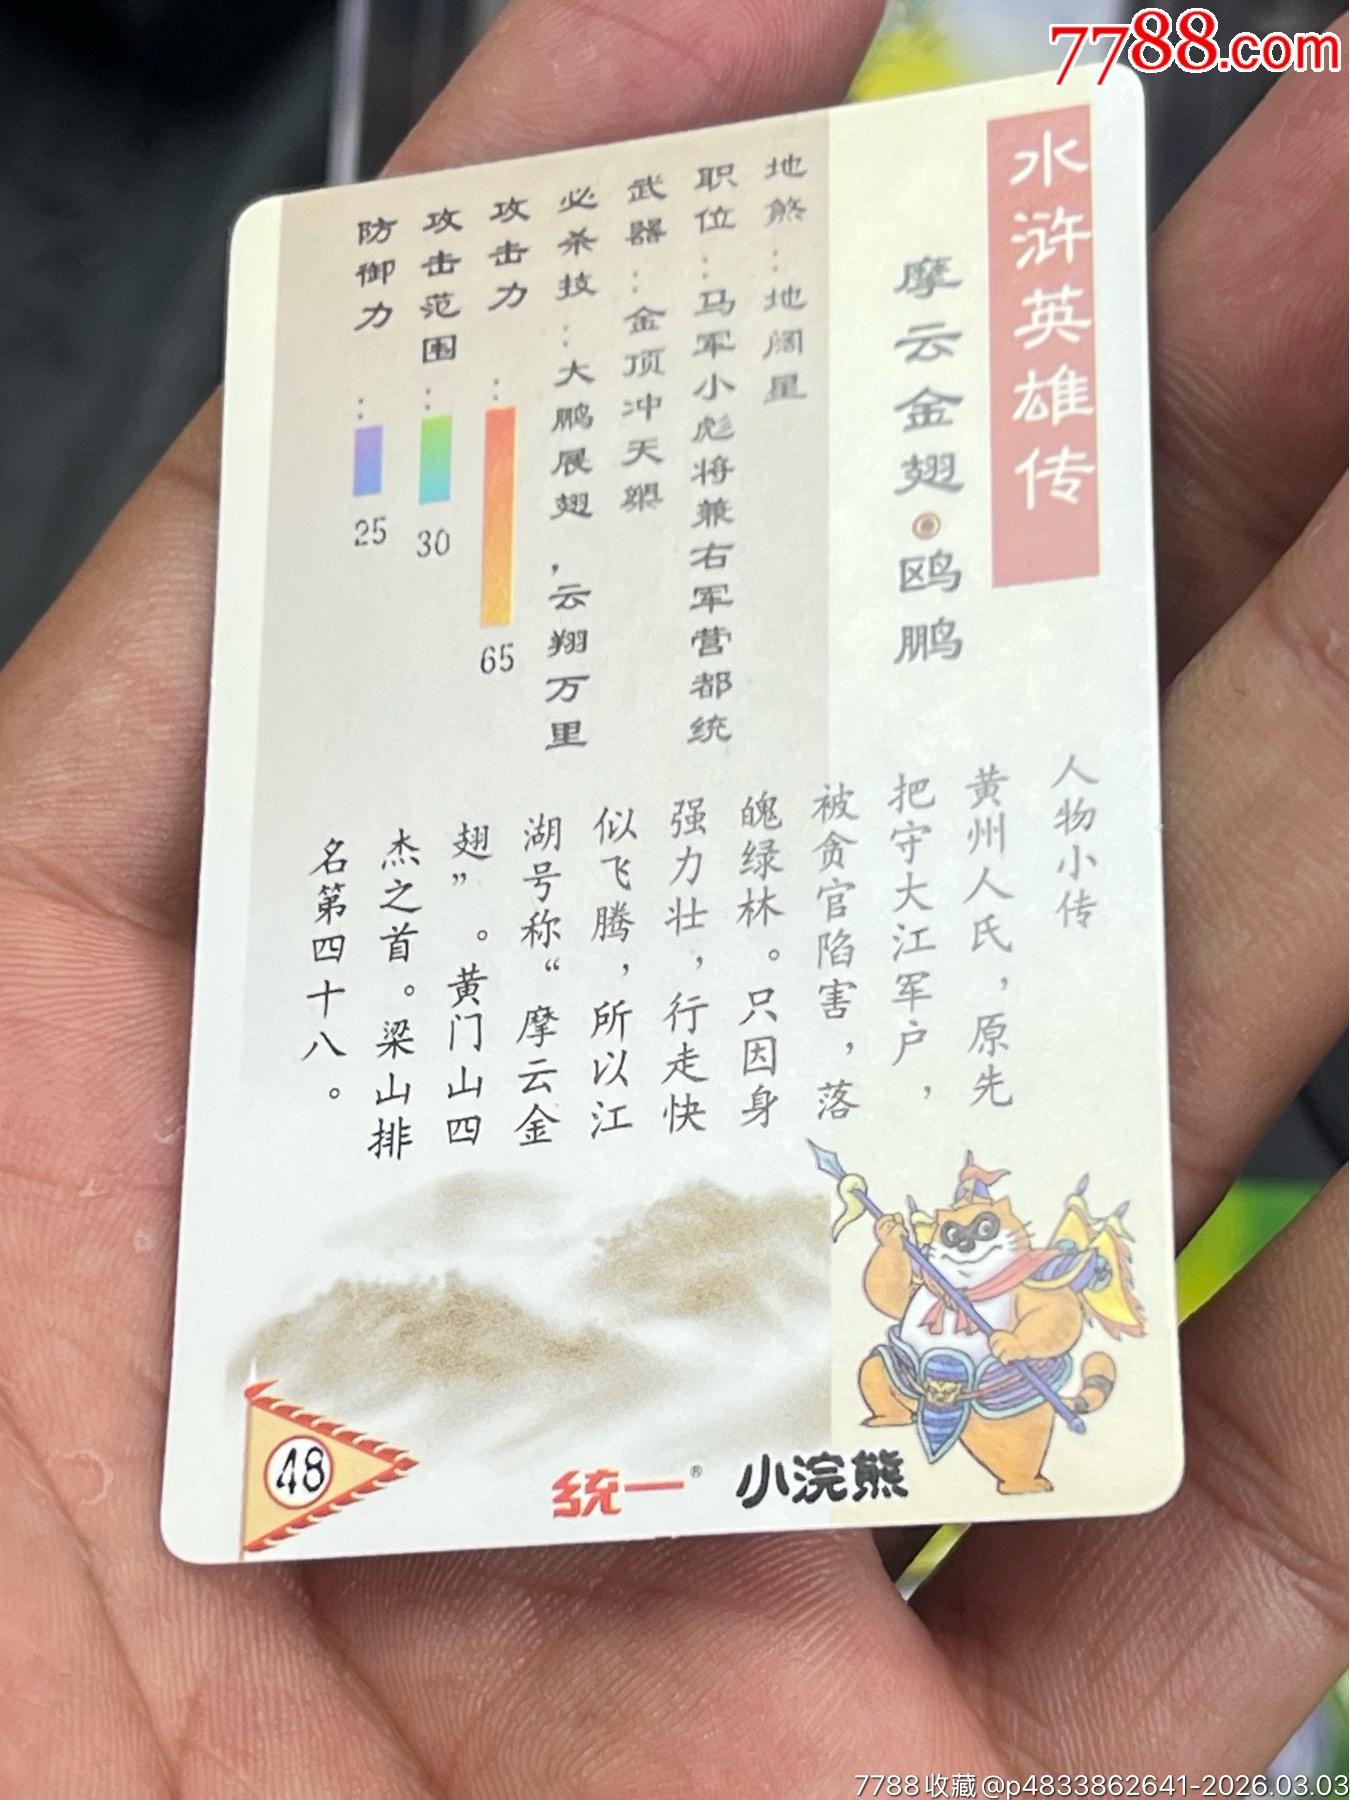 7788.com
水浒英雄传
摩云金翅·鸥鹏
地煞：地阔星
职位：马军小彪将兼右军营都统
武器：金顶冲天槊
必杀技：大鹏展翅，云翔万里
攻击力：65
攻击范围：30
防御力：25
人物小传
黄州人氏，原先
把守大江军户，
被贪官陷害，落
魄绿林。只因身
强力壮，行走快
似飞腾，所以江
湖号称“摩云金
翅”。黄门山四
杰之首。梁山排
名第四十八。
48
统一® 小浣熊
7788收藏@p4833862641-2026.03.03